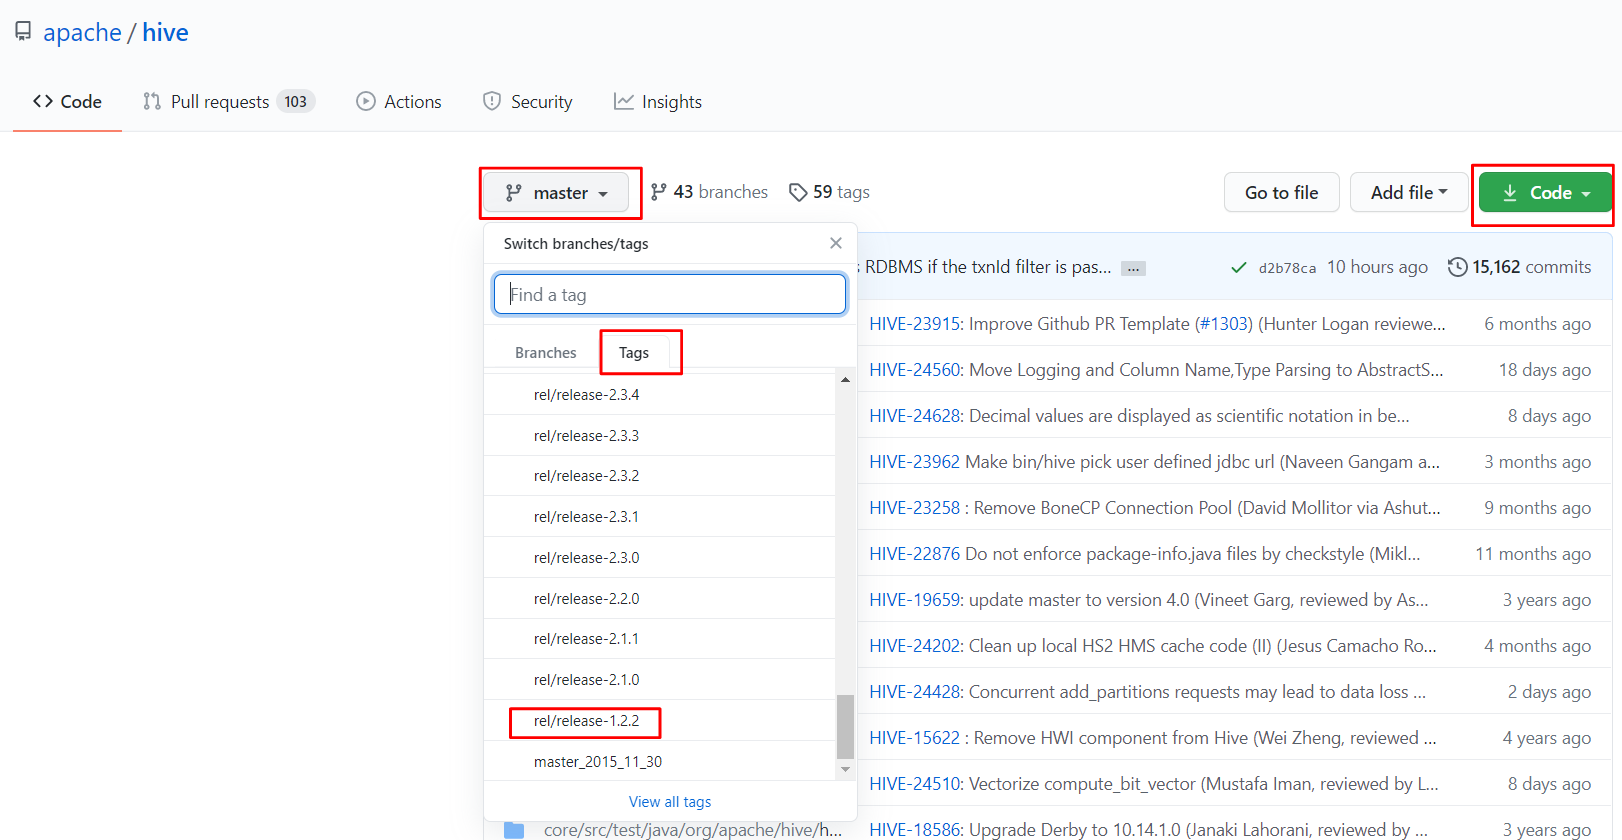 apache / hive
Code
Pull requests 103
Actions
Security
Insights
master
43 branches
59 tags
Go to file
Add file
Code
Switch branches/tags
Find a tag
Branches
Tags
rel/release-2.3.4
rel/release-2.3.3
rel/release-2.3.2
rel/release-2.3.1
rel/release-2.3.0
rel/release-2.2.0
rel/release-2.1.1
rel/release-2.1.0
rel/release-1.2.2
master_2015_11_30
View all tags
RDBMS if the txnId filter is pas... ... d2b78ca 10 hours ago 15,162 commits
HIVE-23915: Improve Github PR Template (#1303) (Hunter Logan reviewe... 6 months ago
HIVE-24560: Move Logging and Column Name,Type Parsing to AbstractS... 18 days ago
HIVE-24628: Decimal values are displayed as scientific notation in be... 8 days ago
HIVE-23962 Make bin/hive pick user defined jdbc url (Naveen Gangam a... 3 months ago
HIVE-23258 : Remove BoneCP Connection Pool (David Mollitor via Ashut... 9 months ago
HIVE-22876 Do not enforce package-info.java files by checkstyle (Mikl... 11 months ago
HIVE-19659: update master to version 4.0 (Vineet Garg, reviewed by As... 3 years ago
HIVE-24202: Clean up local HS2 HMS cache code (II) (Jesus Camacho Ro... 4 months ago
HIVE-24428: Concurrent add_partitions requests may lead to data loss ... 2 days ago
HIVE-15622 : Remove HWI component from Hive (Wei Zheng, reviewed ... 4 years ago
HIVE-24510: Vectorize compute_bit_vector (Mustafa Iman, reviewed by L... 8 days ago
core/src/test/java/org/apache/hive/h... HIVE-18586: Upgrade Derby to 10.14.1.0 (Janaki Lahorani, reviewed by ... 3 years ago